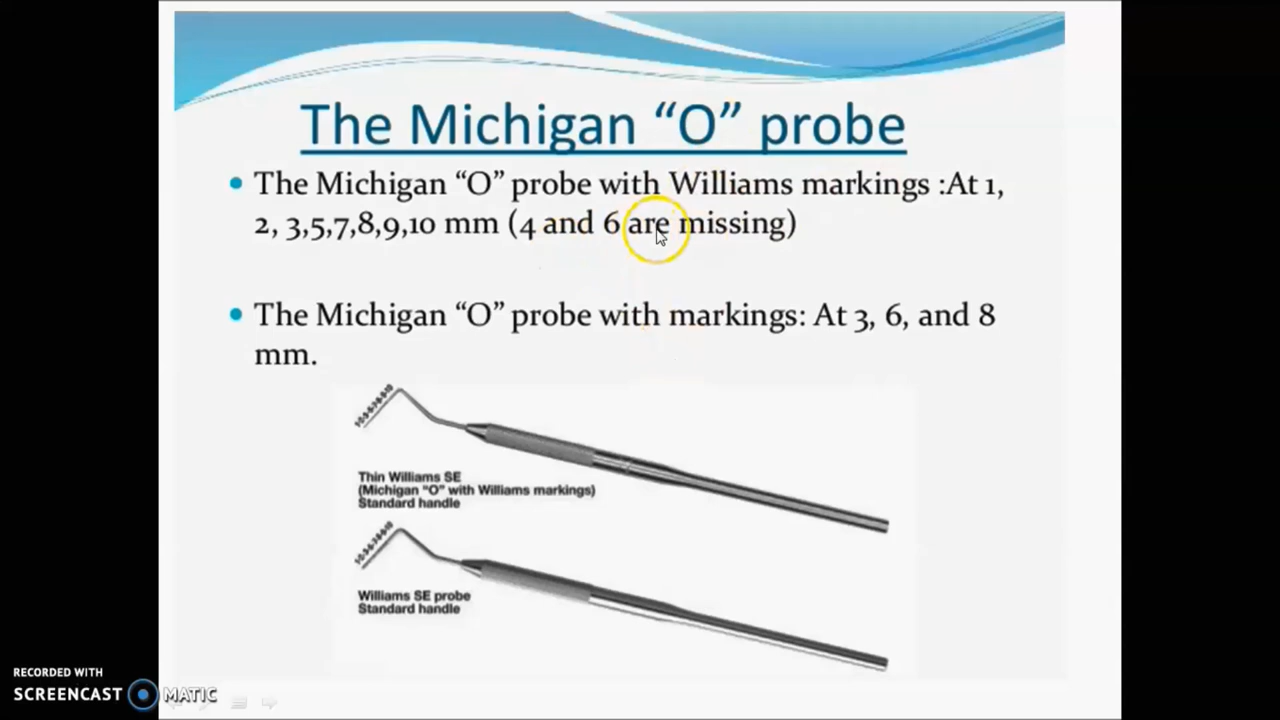 The Michigan “O” probe
• The Michigan “O” probe with Williams markings :At 1,
2, 3,5,7,8,9,10 mm (4 and 6 are missing)
• The Michigan “O” probe with markings: At 3, 6, and 8
mm.
Thin Williams SE
(Michigan “O” with Williams markings)
Standard handle
Williams SE probe
Standard handle
RECORDED WITH
SCREENCAST MATIC